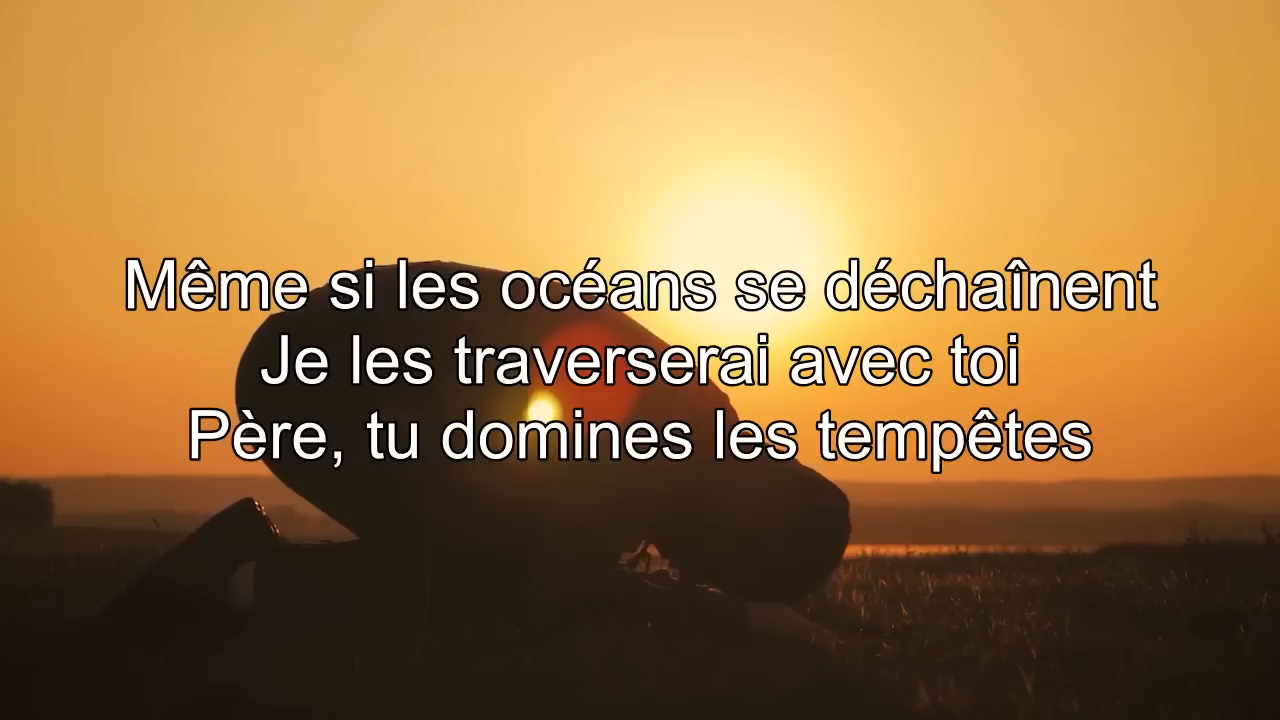 Même si les océans se déchaînent
Je les traverserai avec toi
Père, tu domines les tempêtes